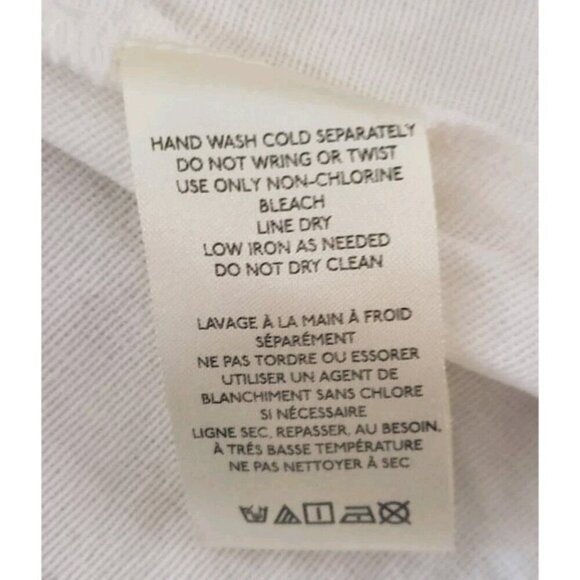 HAND WASH COLD SEPARATELY
DO NOT WRING OR TWIST
USE ONLY NON-CHLORINE
BLEACH
LINE DRY
LOW IRON AS NEEDED
DO NOT DRY CLEAN
LAVAGE À LA MAIN À FROID
SÉPARÉMENT
NE PAS TORDRE OU ESSORER
UTILISER UN AGENT DE
BLANCHIMENT SANS CHLORE
SI NÉCESSAIRE
LIGNE SEC, REPASSER, AU BESOIN,
À TRÉS BASSE TEMPÉRATURE
NE PAS NETTOYER À SEC